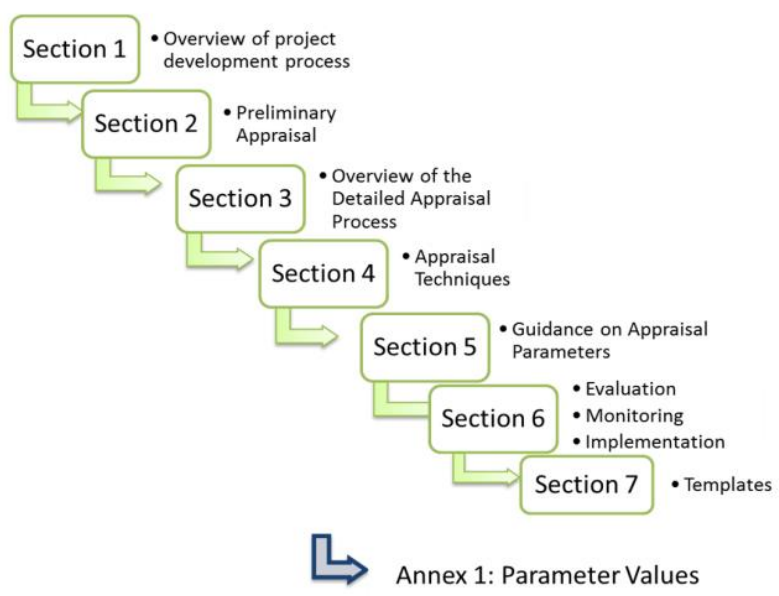 Section 1
• Overview of project
development process
Section 2
• Preliminary
Appraisal
Section 3
• Overview of the
Detailed Appraisal
Process
Section 4
• Appraisal
Techniques
Section 5
• Guidance on Appraisal
Parameters
Section 6
• Evaluation
• Monitoring
• Implementation
Section 7
• Templates
Annex 1: Parameter Values